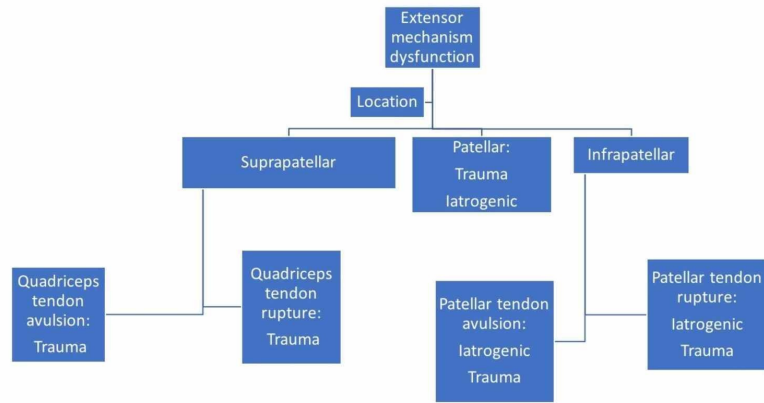 Extensor
mechanism
dysfunction
Location
Suprapatellar
Patellar:
Trauma
Iatrogenic
Infrapatellar
Quadriceps
tendon
avulsion:
Trauma
Quadriceps
tendon
rupture:
Trauma
Patellar tendon
avulsion:
Iatrogenic
Trauma
Patellar tendon
rupture:
Iatrogenic
Trauma